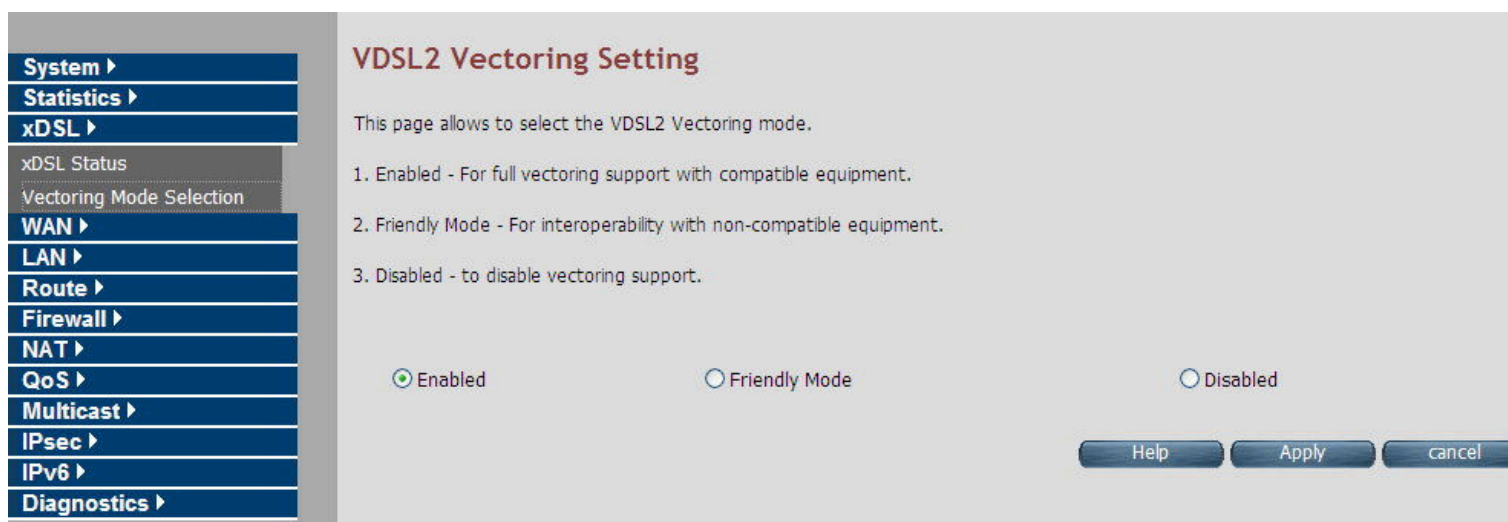 System
Statistics
xDSL
xDSL Status
Vectoring Mode Selection
WAN
LAN
Route
Firewall
NAT
QoS
Multicast
IPsec
IPv6
Diagnostics
VDSL2 Vectoring Setting
This page allows to select the VDSL2 Vectoring mode.
1. Enabled - For full vectoring support with compatible equipment.
2. Friendly Mode - For interoperability with non-compatible equipment.
3. Disabled - to disable vectoring support.
Enabled Friendly Mode Disabled
Help Apply cancel